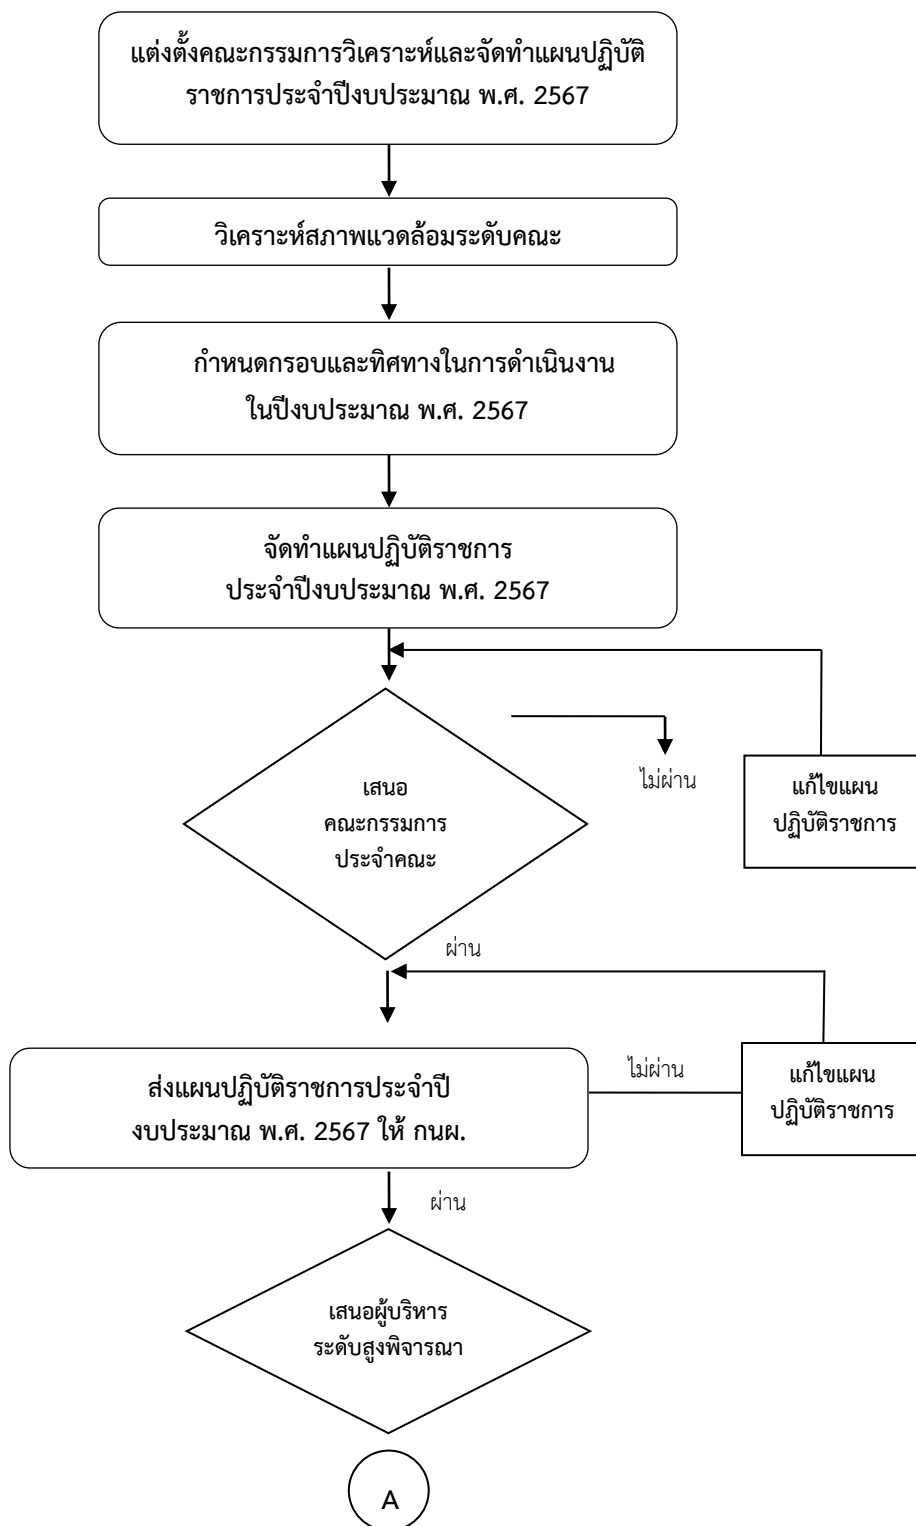 แต่งตั้งคณะกรรมการวิเคราะห์และจัดทำแผนปฏิบัติ
ราชการประจำปีงบประมาณ พ.ศ. 2567
วิเคราะห์สภาพแวดล้อมระดับคณะ
กำหนดกรอบและทิศทางในการดำเนินงาน
ในปีงบประมาณ พ.ศ. 2567
จัดทำแผนปฏิบัติราชการ
ประจำปีงบประมาณ พ.ศ. 2567
เสนอ
คณะกรรมการ
ประจำคณะ
ไม่ผ่าน
แก้ไขแผน
ปฏิบัติราชการ
ผ่าน
ส่งแผนปฏิบัติราชการประจำปี
งบประมาณ พ.ศ. 2567 ให้ กนผ.
ไม่ผ่าน
แก้ไขแผน
ปฏิบัติราชการ
ผ่าน
เสนอผู้บริหาร
ระดับสูงพิจารณา
A